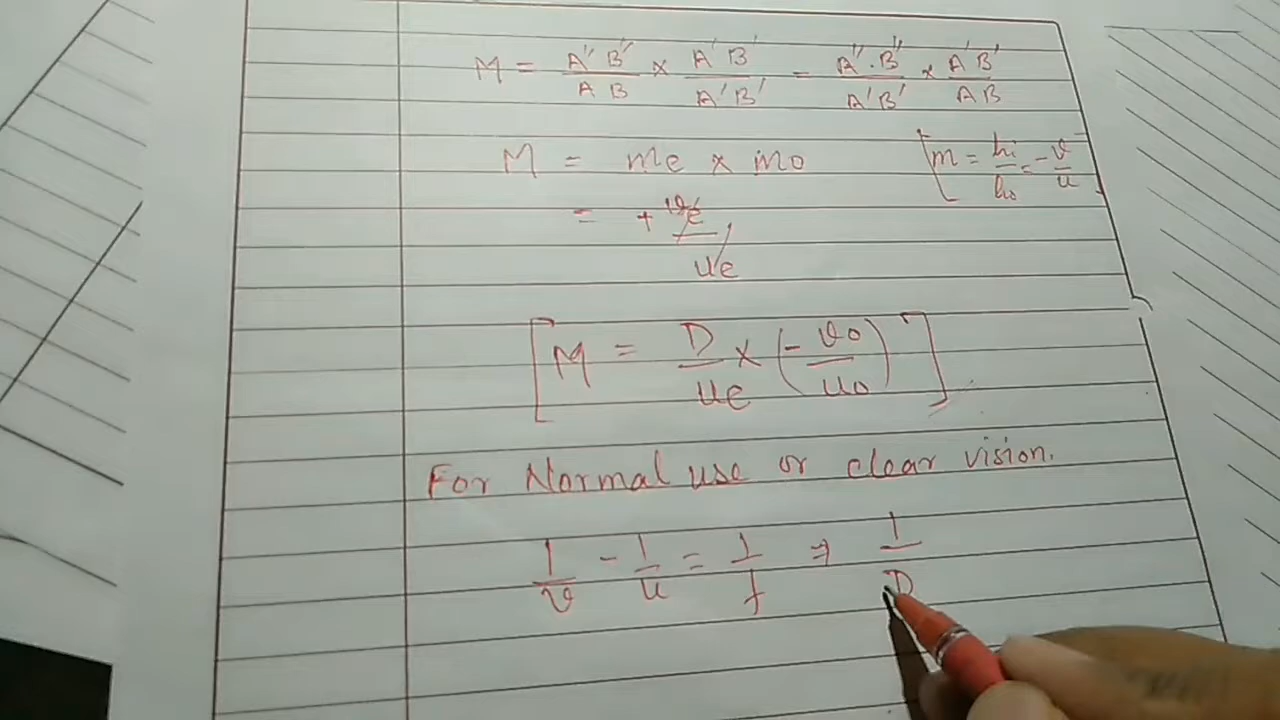 M = A''B''/AB × A'B'/A'B' = A''.B''/A'B' × A'B'/AB
M = me × mo [m = hi/ho = -v/u]
= + ve/ue
[M = D/ue × (- vo/uo)]
For Normal use or clear vision.
1/v - 1/u = 1/f ⇒ 1/D